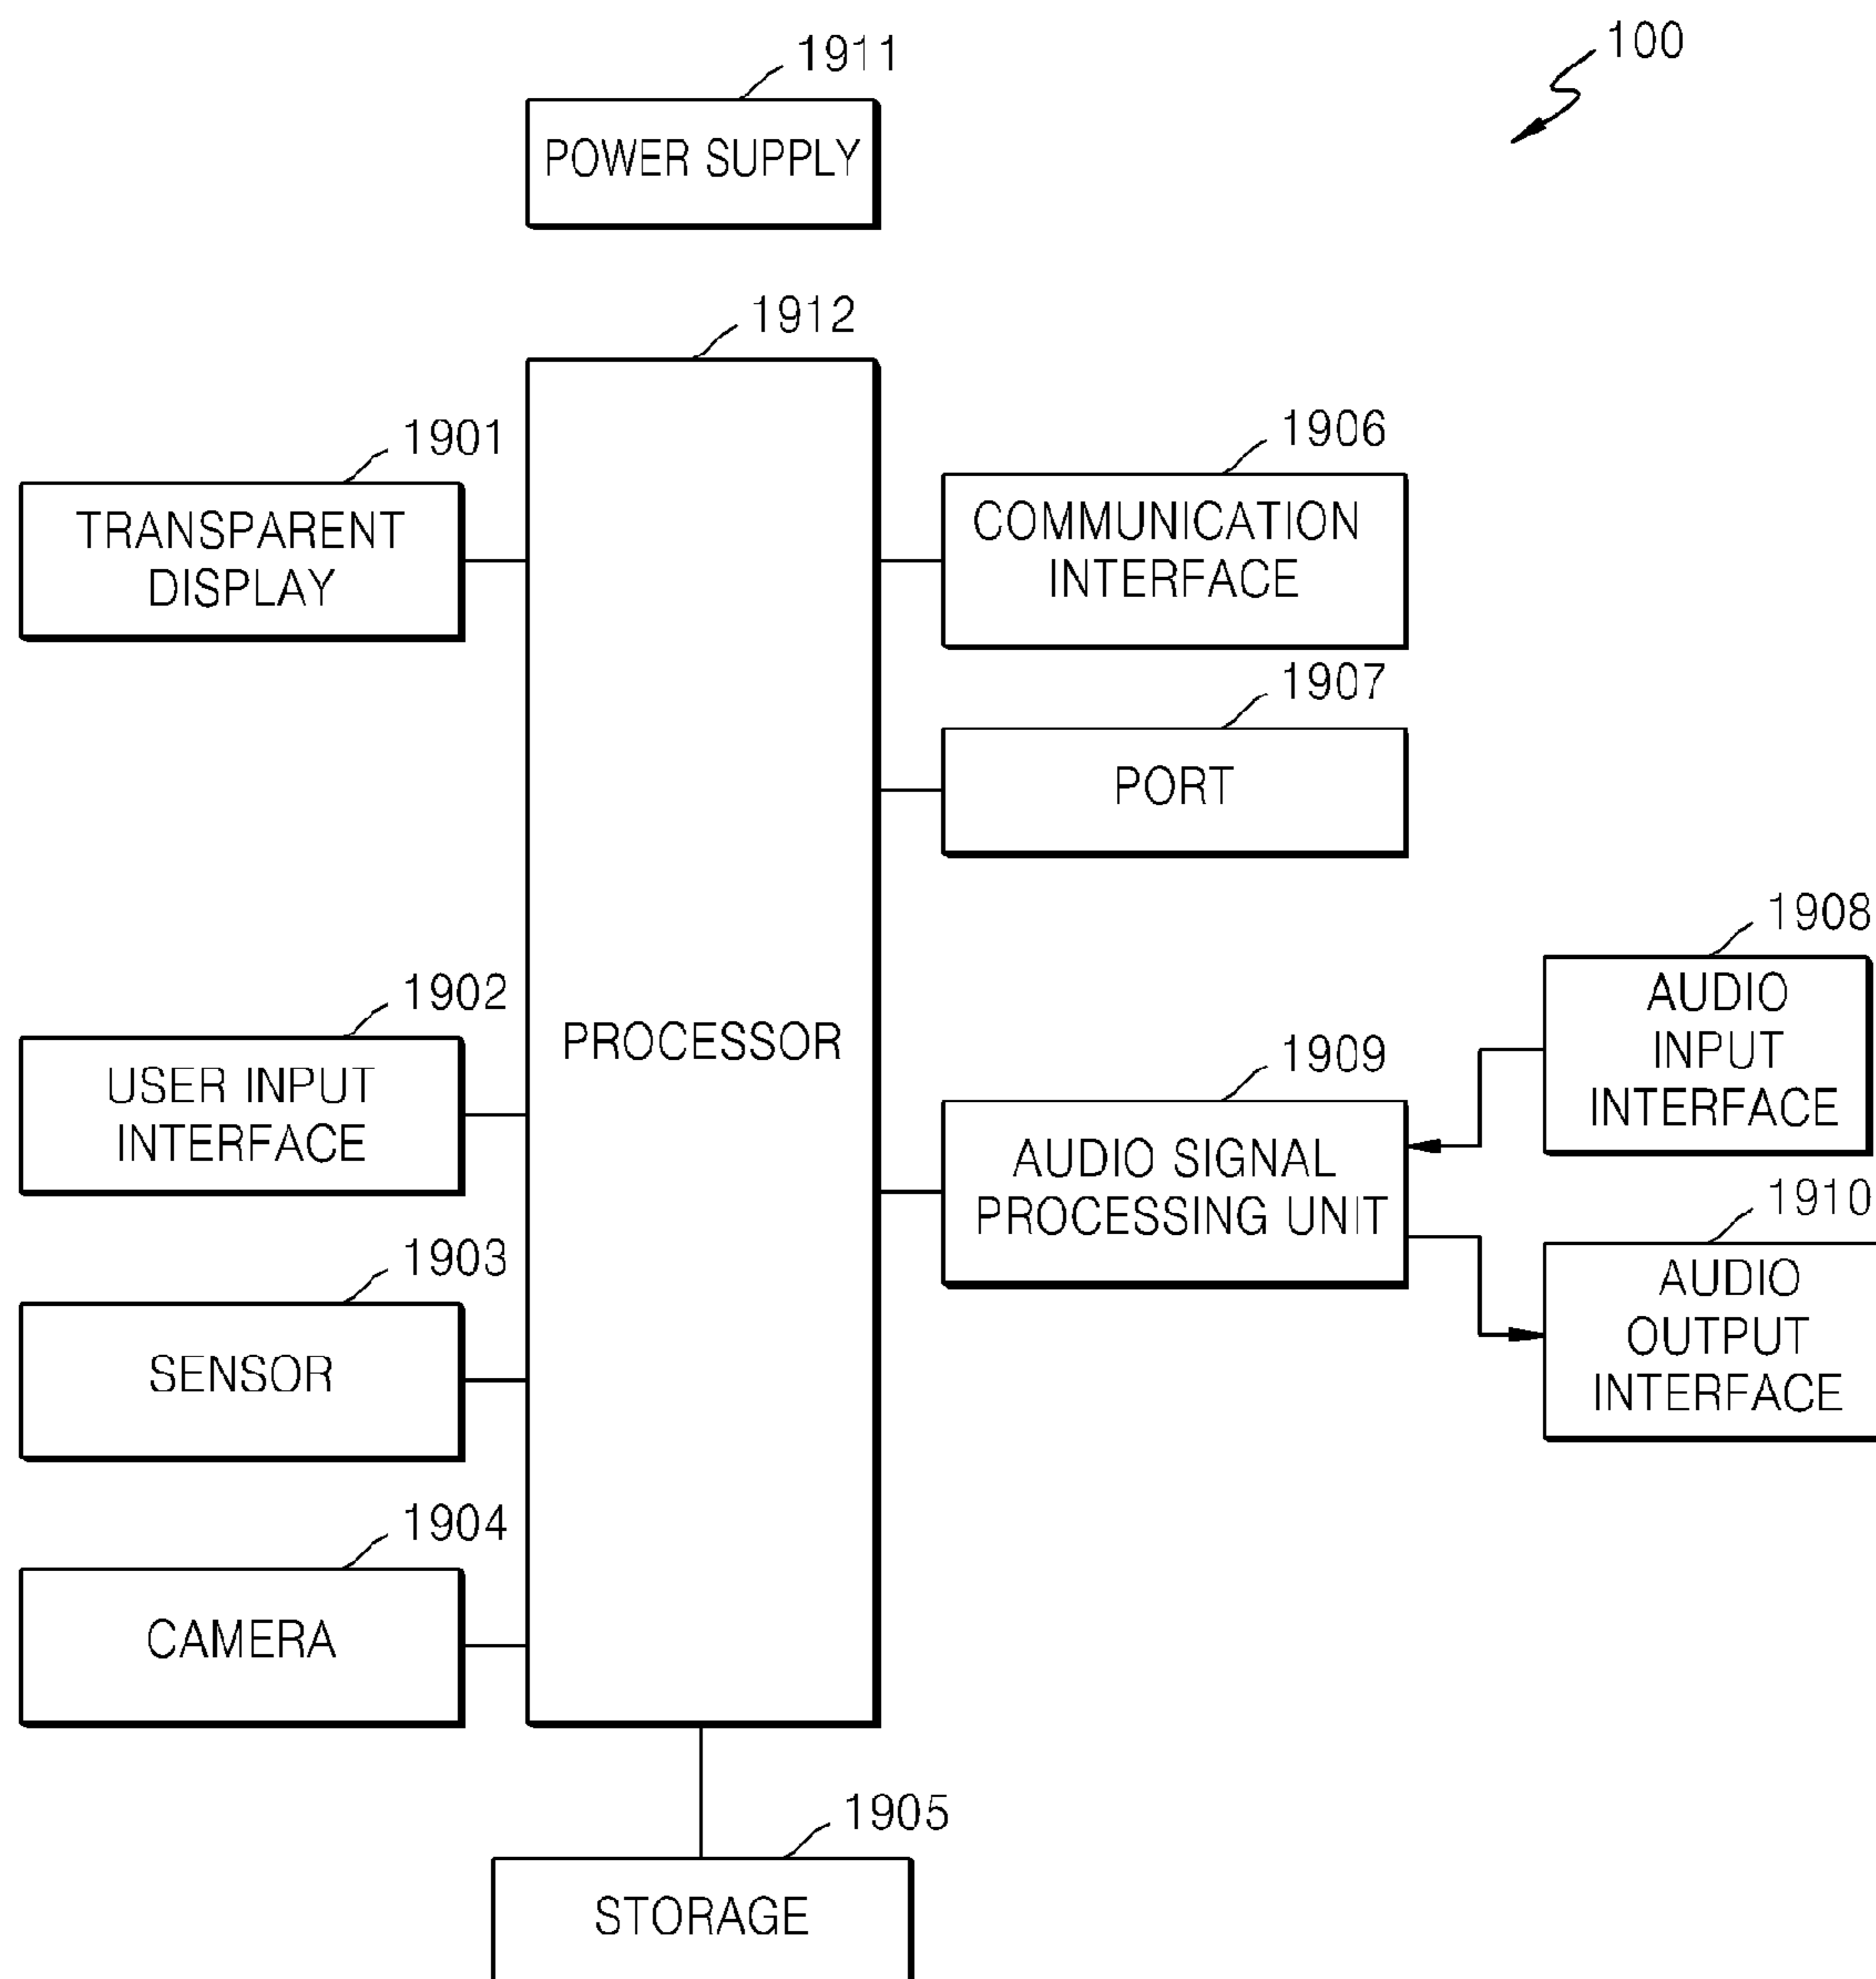 100
1911
POWER SUPPLY
1912
PROCESSOR
1901
TRANSPARENT
DISPLAY
1906
COMMUNICATION
INTERFACE
1907
PORT
1908
AUDIO
INPUT
INTERFACE
1902
USER INPUT
INTERFACE
1909
AUDIO SIGNAL
PROCESSING UNIT
1910
AUDIO
OUTPUT
INTERFACE
1903
SENSOR
1904
CAMERA
1905
STORAGE